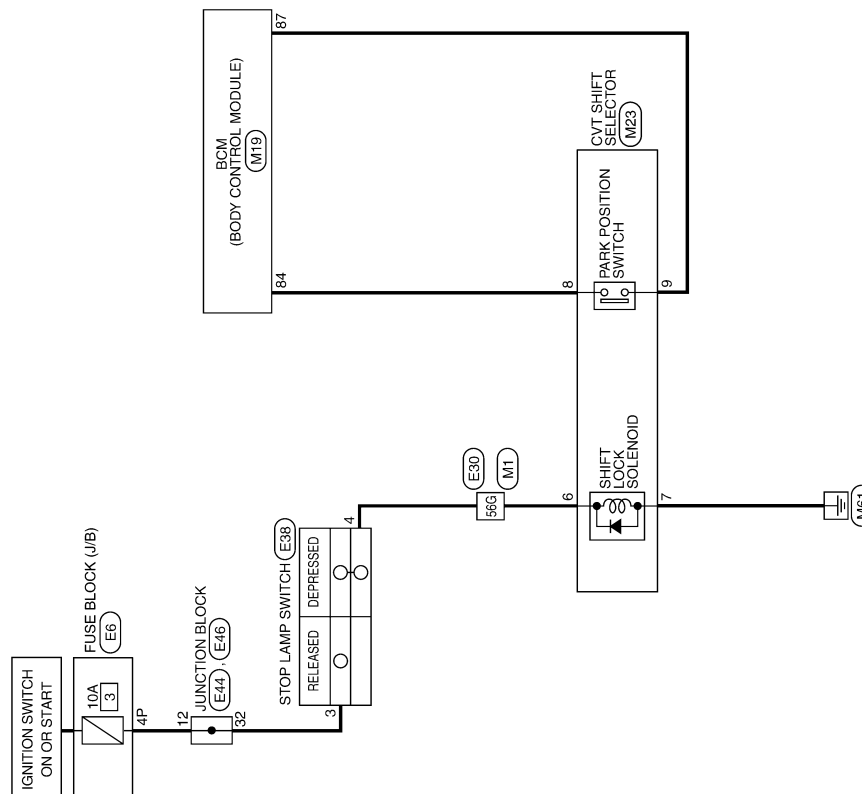 87
BCM
(BODY CONTROL MODULE)
M19
84
CVT SHIFT
SELECTOR
M23
PARK POSITION
SWITCH
8
9
SHIFT
LOCK
SOLENOID
6
7
E30
M1
56G
M61
STOP LAMP SWITCH
E38
RELEASED
DEPRESSED
3
4
JUNCTION BLOCK
E44 , E46
12
32
FUSE BLOCK (J/B)
E6
10A
3
4P
IGNITION SWITCH
ON OR START